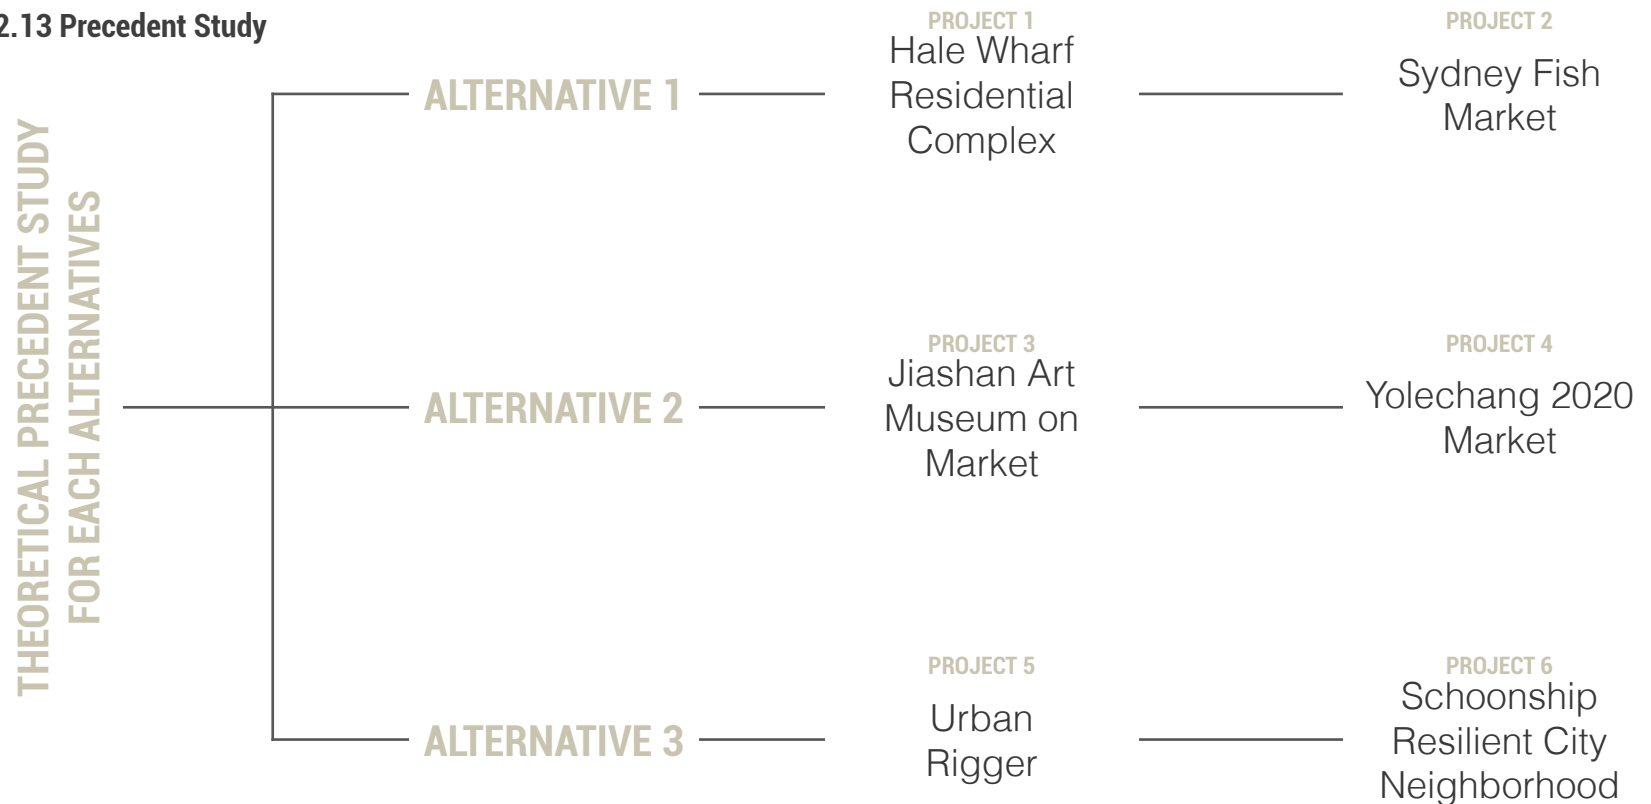 2.13 Precedent Study
THEORETICAL PRECEDENT STUDY
FOR EACH ALTERNATIVES
ALTERNATIVE 1
PROJECT 1
Hale Wharf
Residential
Complex
PROJECT 2
Sydney Fish
Market
ALTERNATIVE 2
PROJECT 3
Jiashan Art
Museum on
Market
PROJECT 4
Yolechang 2020
Market
ALTERNATIVE 3
PROJECT 5
Urban
Rigger
PROJECT 6
Schoonship
Resilient City
Neighborhood